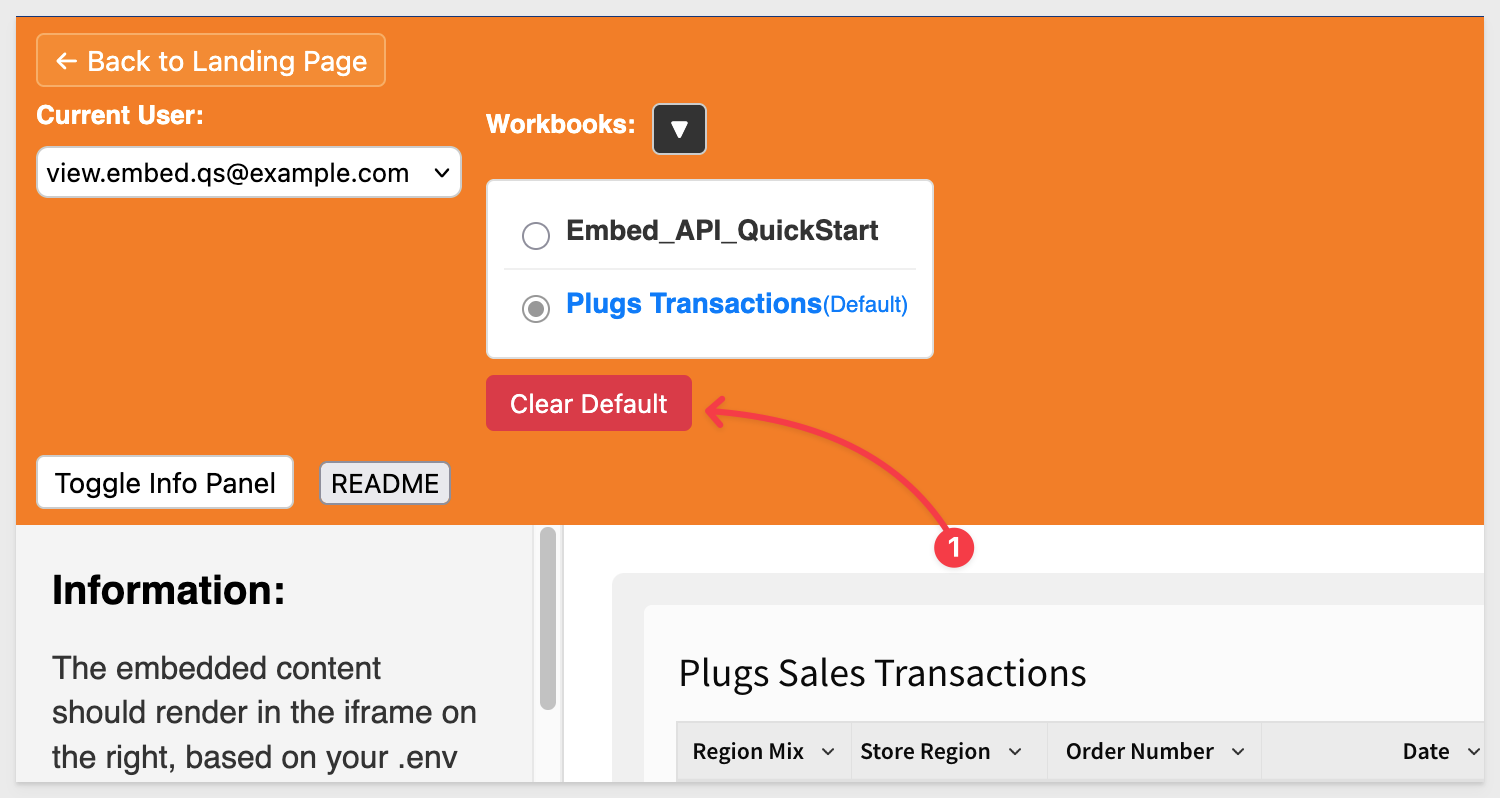 ← Back to Landing Page
Current User:
view.embed.qs@example.com
Workbooks:
Embed_API_QuickStart
Plugs Transactions(Default)
Clear Default
Toggle Info Panel
README
1
Information:
The embedded content
should render in the iframe on
the right, based on your .env
Plugs Sales Transactions
Region Mix
Store Region
Order Number
Date